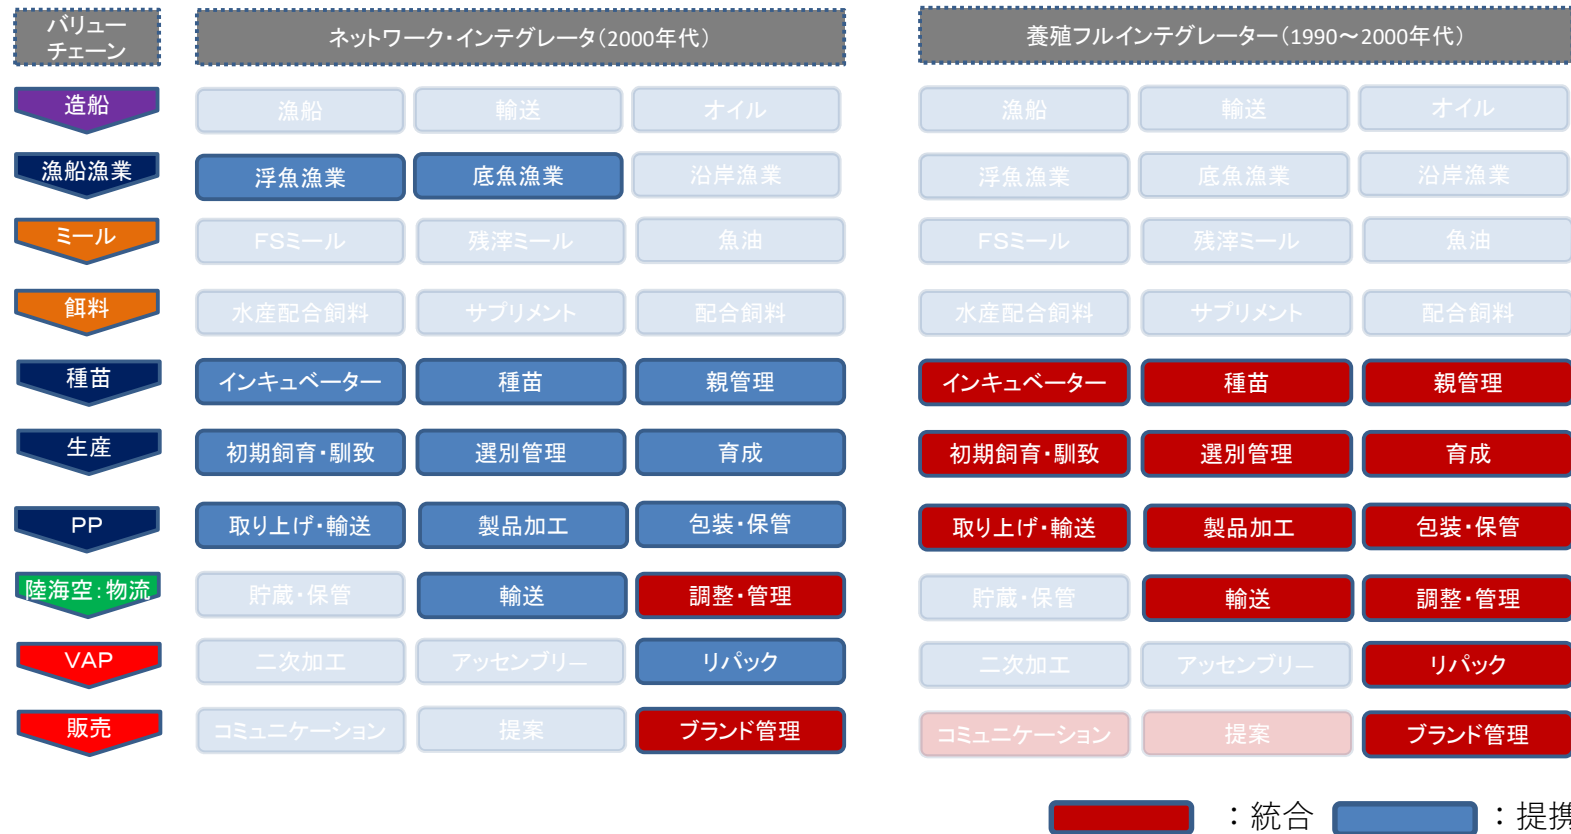 バリュー
チェーン
ネットワーク・インテグレータ（2000年代）
養殖フルインテグレーター（1990～2000年代）
造船
漁船
輸送
オイル
漁船
輸送
オイル
漁船漁業
浮魚漁業
底魚漁業
沿岸漁業
浮魚漁業
底魚漁業
沿岸漁業
ミール
FSミール
残滓ミール
魚油
FSミール
残滓ミール
魚油
餌料
水産配合飼料
サプリメント
配合飼料
水産配合飼料
サプリメント
配合飼料
種苗
インキュベーター
種苗
親管理
インキュベーター
種苗
親管理
生産
初期飼育・馴致
選別管理
育成
初期飼育・馴致
選別管理
育成
PP
取り上げ・輸送
製品加工
包装・保管
取り上げ・輸送
製品加工
包装・保管
陸海空：物流
貯蔵・保管
輸送
調整・管理
貯蔵・保管
輸送
調整・管理
VAP
二次加工
アッセンブリー
リパック
二次加工
アッセンブリー
リパック
販売
コミュニケーション
提案
ブランド管理
コミュニケーション
提案
ブランド管理
：統合
：提携